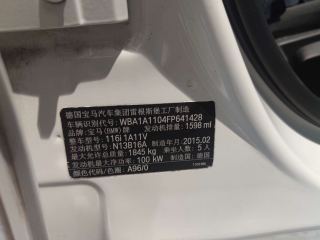 德国宝马汽车集团雷根斯堡工厂制造
车辆识别代号: WBA1A1104FP641428
品牌:宝马(BMW)牌 发动机排量: 1598 ml
整车型号: 116i 1A11V
发动机型号: N13B16A 制造年月:2015.02
最大允许总质量: 1845 kg 乘坐人数: 5 人
发动机最大净功率: 100 kW 制造国: 德国
颜色代码/色圈: A96/0